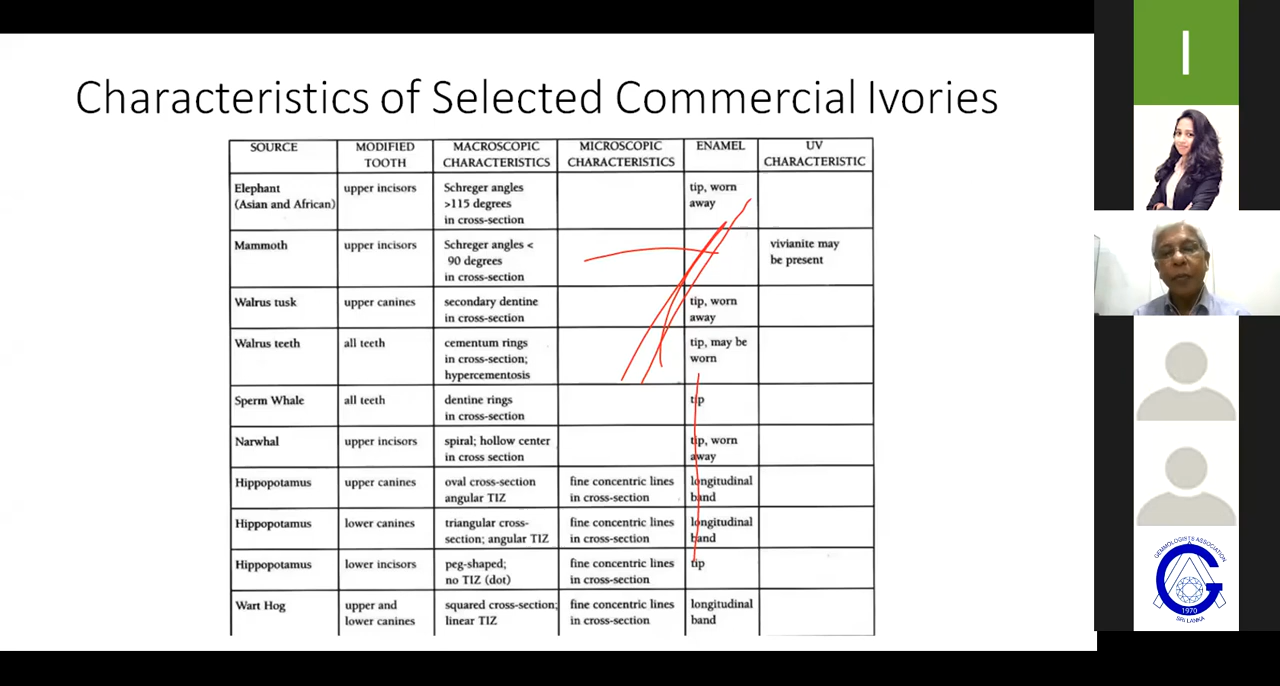 Characteristics of Selected Commercial Ivories
SOURCE
MODIFIED
TOOTH
MACROSCOPIC
CHARACTERISTICS
MICROSCOPIC
CHARACTERISTICS
ENAMEL
UV
CHARACTERISTIC
Elephant
(Asian and African)
upper incisors
Schreger angles
>115 degrees
in cross-section
tip, worn
away
Mammoth
upper incisors
Schreger angles <
90 degrees
in cross-section
vivianite may
be present
Walrus tusk
upper canines
secondary dentine
in cross-section
tip, worn
away
Walrus teeth
all teeth
cementum rings
in cross-section;
hypercementosis
tip, may be
worn
Sperm Whale
all teeth
dentine rings
in cross-section
tip
Narwhal
upper incisors
spiral; hollow center
in cross section
tip, worn
away
Hippopotamus
upper canines
oval cross-section
angular TIZ
fine concentric lines
in cross-section
longitudinal
band
Hippopotamus
lower canines
triangular cross-
section; angular TIZ
fine concentric lines
in cross-section
longitudinal
band
Hippopotamus
lower incisors
peg-shaped;
no TIZ (dot)
fine concentric lines
in cross-section
tip
Wart Hog
upper and
lower canines
squared cross-section;
linear TIZ
fine concentric lines
in cross-section
longitudinal
band
I
GEMMOLOGISTS ASSOCIATION
G
1970
SRI LANKA